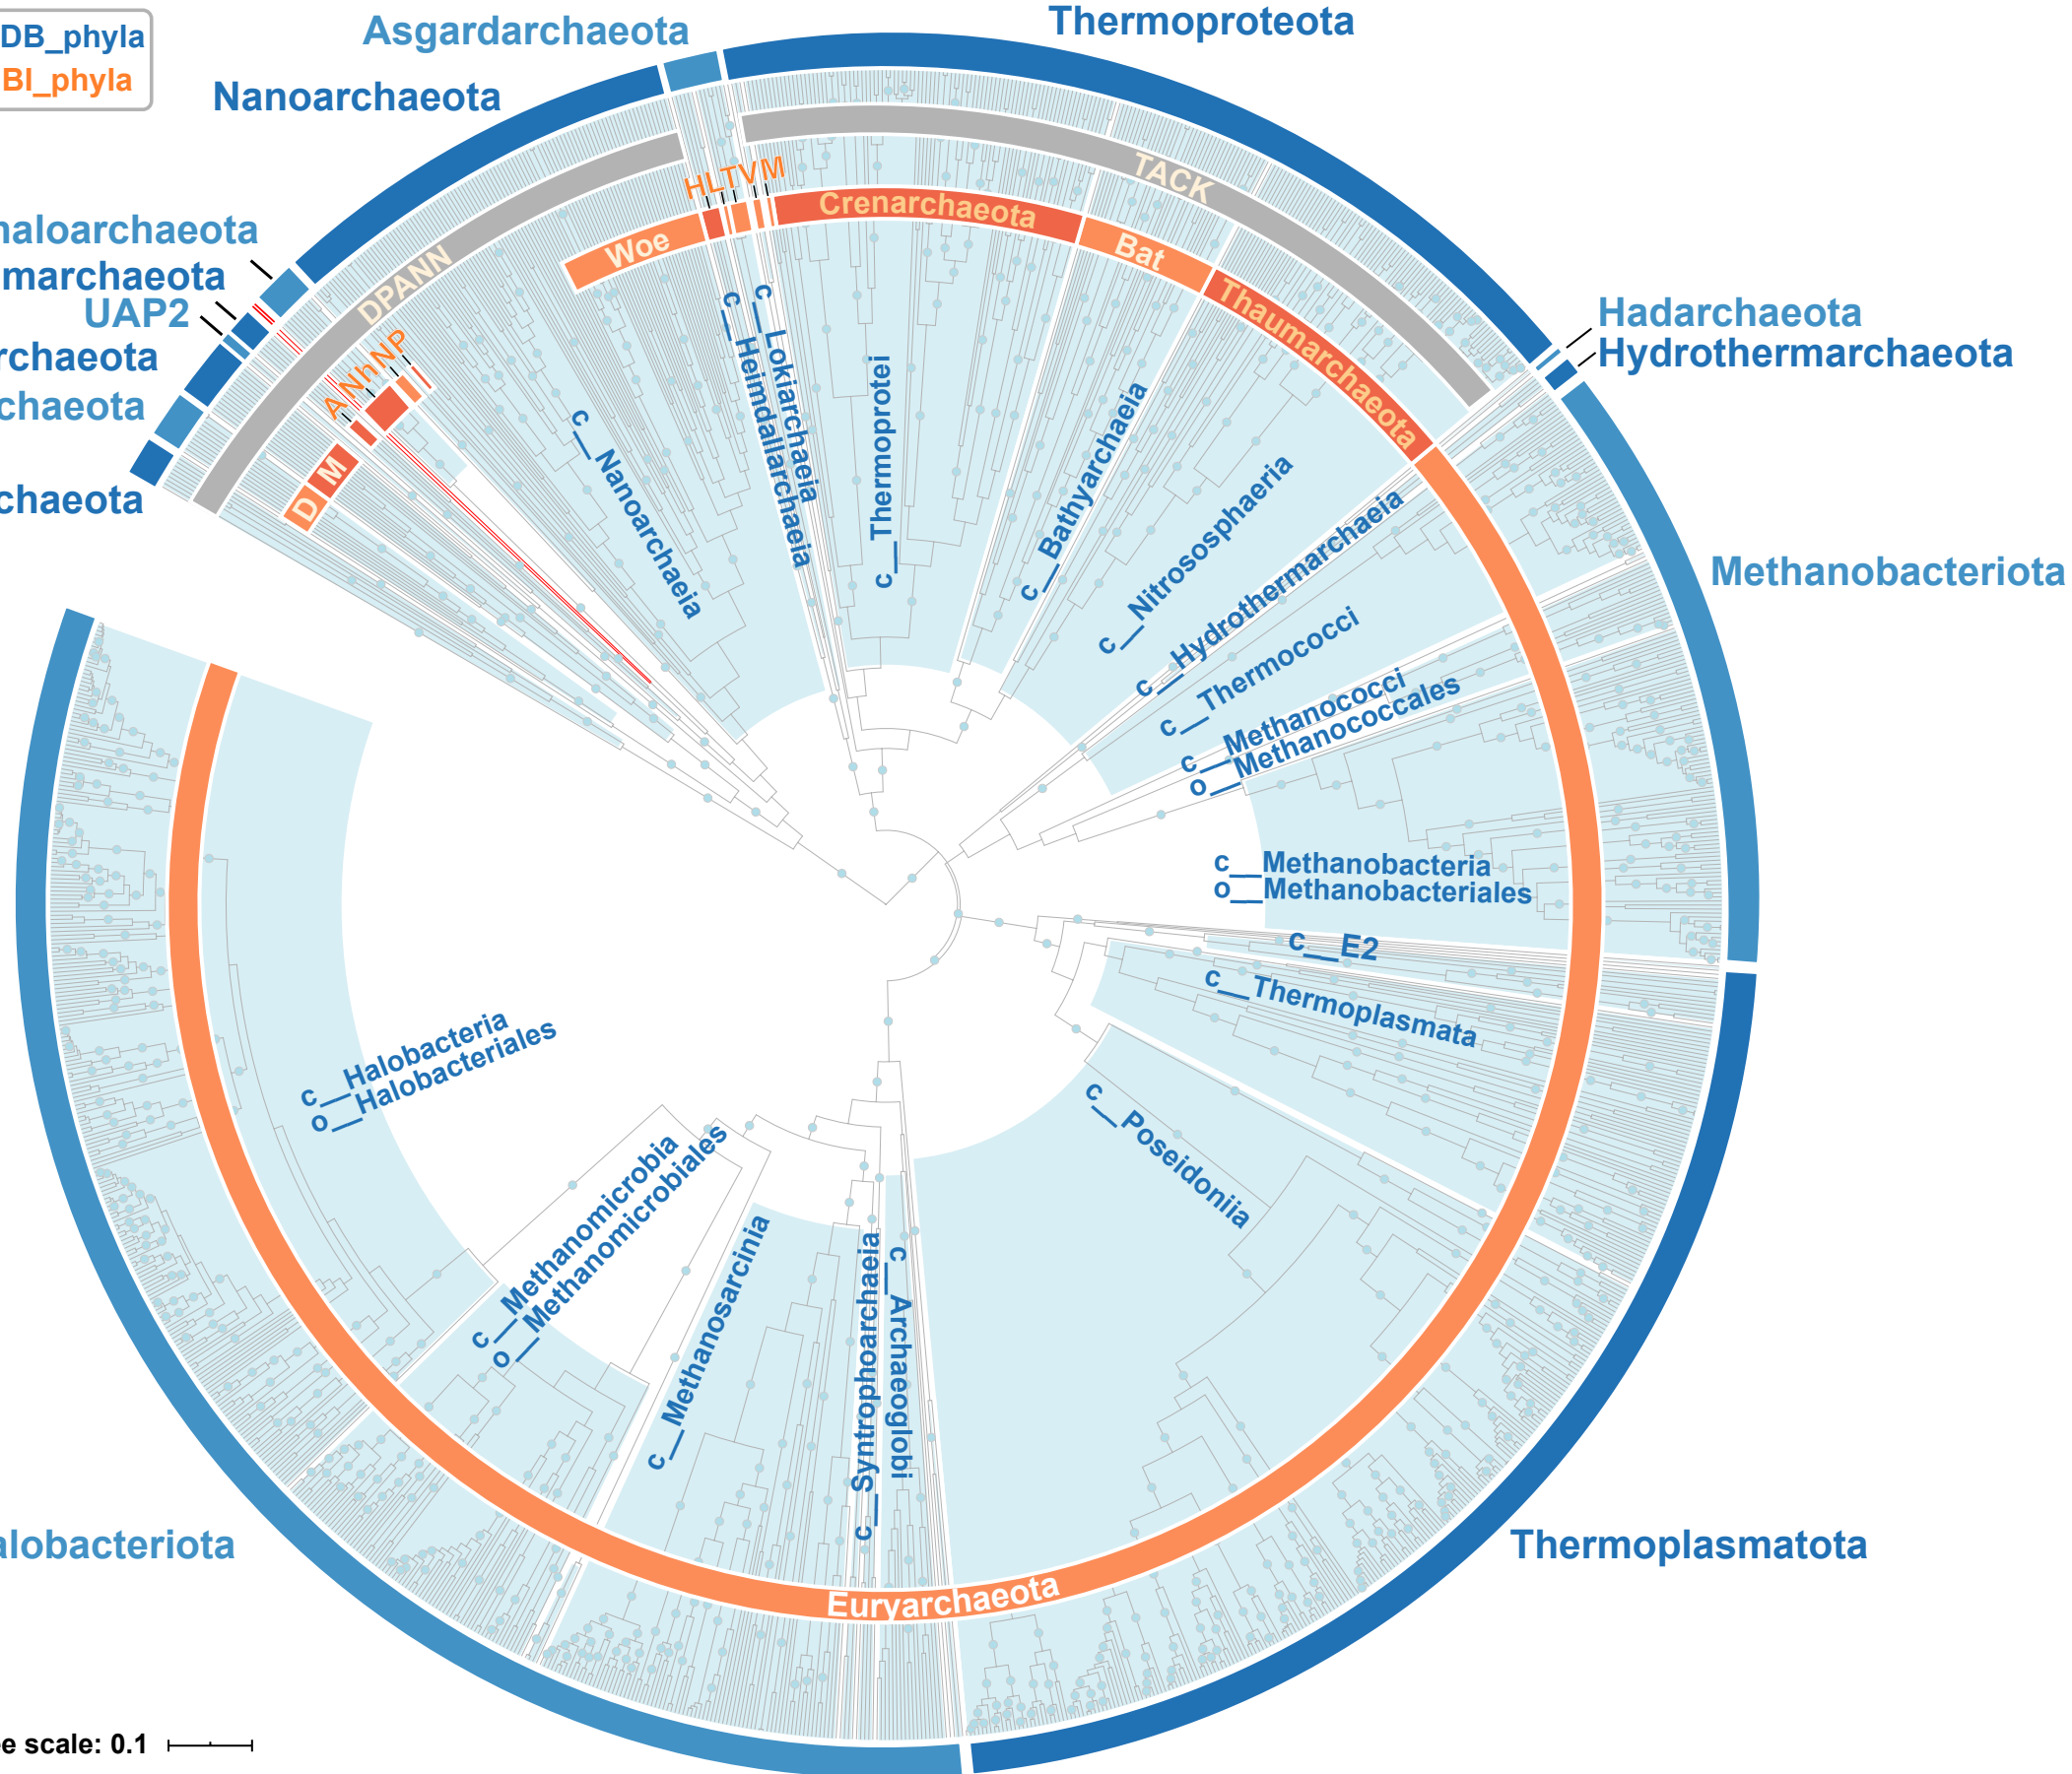 DB_phyla
BI_phyla
Asgardarchaeota
Thermoproteota
Nanoarchaeota
naloarchaeota
marchaeota
UAP2
rchaeota
chaeota
chaeota
Hadarchaeota
Hydrothermarchaeota
Methanobacteriota
Thermoplasmatota
alobacteriota
DPANN
TACK
HLTVM
Woe
Crenarchaeota
Bat
Thaumarchaeota
Euryarchaeota
ANhNP
M
D
c__Nanoarchaeia
c__Heimdallarchaeia
c__Lokiarchaeia
c__Thermoprotei
c__Bathyarchaeia
c__Nitrososphaeria
c__Hydrothermarchaeia
c__Thermococci
c__Methanococci
o__Methanococcales
c__Methanobacteria
o__Methanobacteriales
c__E2
c__Thermoplasmata
c__Poseidoniia
c__Archaeoglobi
c__Syntrophoarchaeia
c__Methanosarcinia
c__Methanomicrobia
o__Methanomicrobiales
c__Halobacteria
o__Halobacteriales
e scale: 0.1